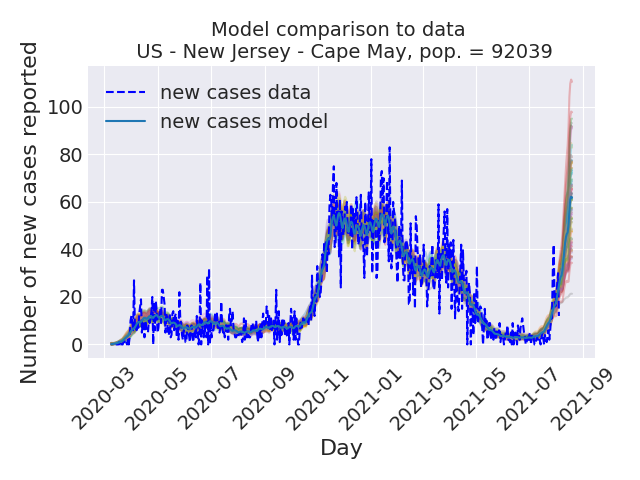 Model comparison to data
US - New Jersey - Cape May, pop. = 92039
Number of new cases reported
100
80
60
40
20
0
new cases data
new cases model
2020-03
2020-05
2020-07
2020-09
2020-11
2021-01
2021-03
2021-05
2021-07
2021-09
Day